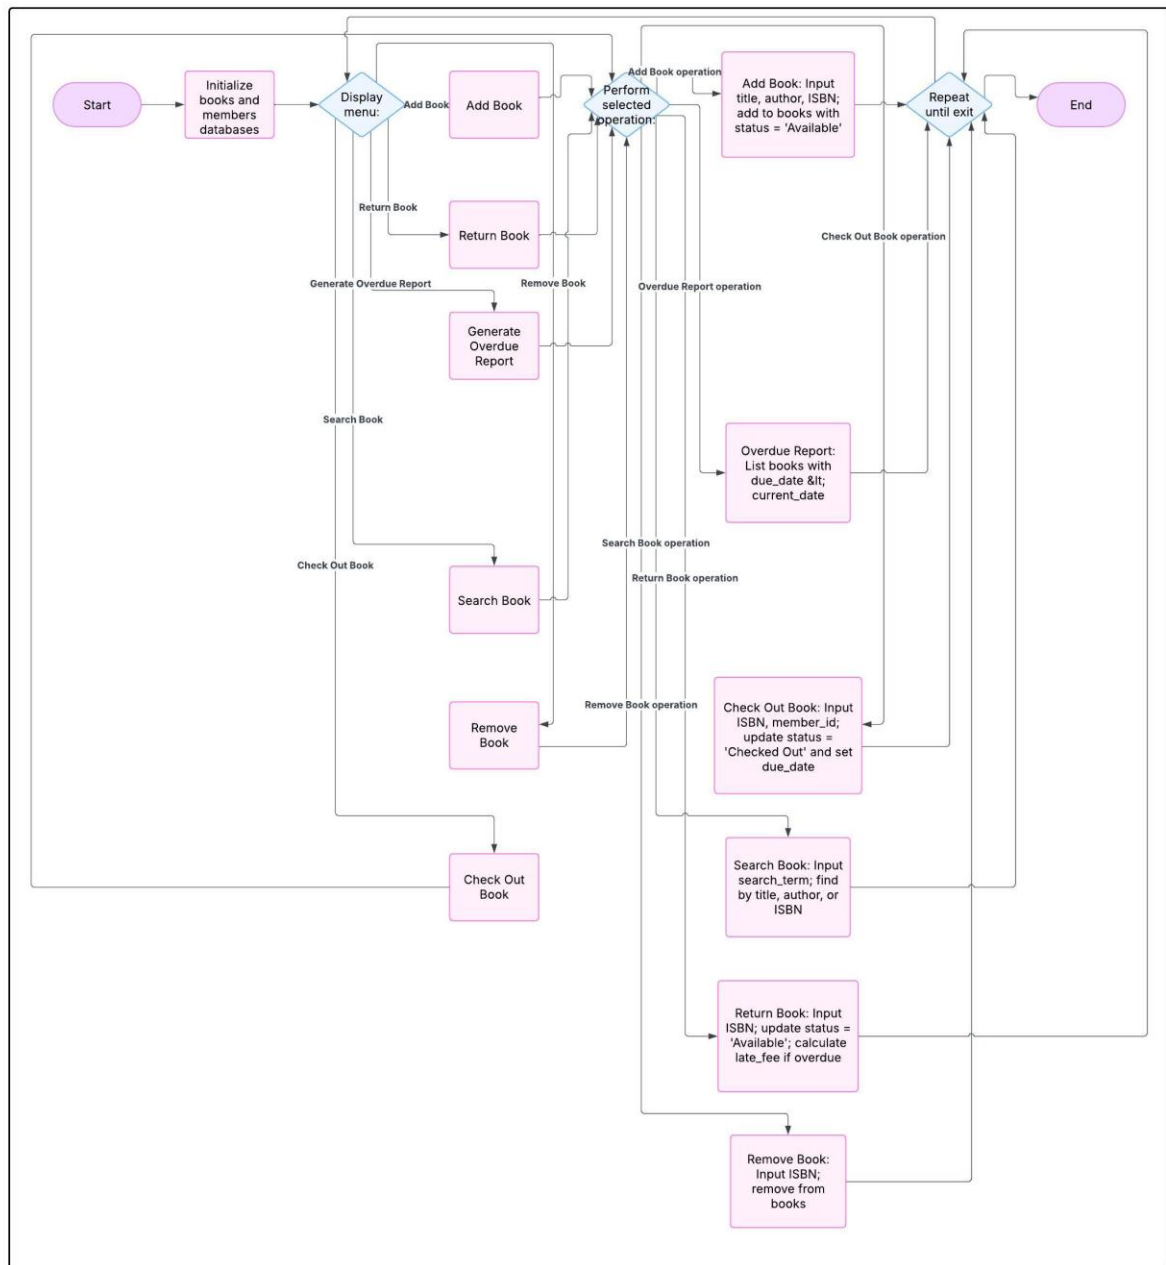 Start
Initialize
books and
members
databases
Display
menu:
Add Book
Add Book
Perform
selected
operation:
Add Book operation
Add Book: Input
title, author, ISBN;
add to books with
status = 'Available'
Repeat
until exit
End
Return Book
Return Book
Check Out Book operation
Generate Overdue Report
Remove Book
Overdue Report operation
Generate
Overdue
Report
Search Book
Overdue Report:
List books with
due_date &lt;
current_date
Search Book operation
Check Out Book
Return Book operation
Search Book
Remove Book operation
Remove
Book
Check Out Book: Input
ISBN, member_id;
update status =
'Checked Out' and set
due_date
Check Out
Book
Search Book: Input
search_term; find
by title, author, or
ISBN
Return Book: Input
ISBN; update status =
'Available'; calculate
late_fee if overdue
Remove Book:
Input ISBN;
remove from
books